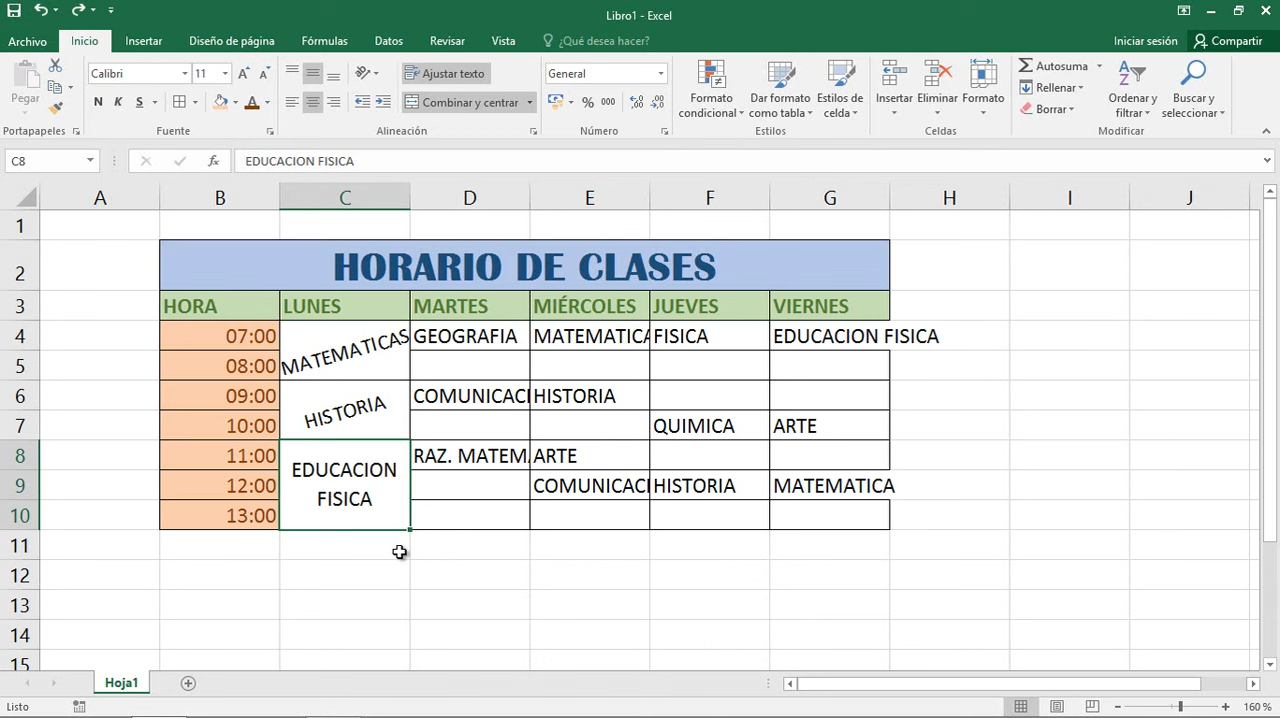 Libro1 - Excel
Archivo Inicio Insertar Diseño de página Fórmulas Datos Revisar Vista ¿Qué desea hacer? Iniciar sesión Compartir
Pegar
Calibri 11
N K S
Ajustar texto
Combinar y centrar
General
% 000
Formato condicional
Dar formato como tabla
Estilos de celda
Insertar Eliminar Formato
Autosuma
Rellenar
Borrar
Ordenar y filtrar
Buscar y seleccionar
Portapapeles Fuente Alineación Número Estilos Celdas Modificar
C8 fx EDUCACION FISICA
A B C D E F G H I J
1
2 HORARIO DE CLASES
3 HORA LUNES MARTES MIÉRCOLES JUEVES VIERNES
4 07:00 MATEMATICAS GEOGRAFIA MATEMATICA FISICA EDUCACION FISICA
5 08:00
6 09:00 HISTORIA COMUNICACI HISTORIA
7 10:00 QUIMICA ARTE
8 11:00 EDUCACION FISICA RAZ. MATEM ARTE
9 12:00 COMUNICACI HISTORIA MATEMATICA
10 13:00
11
12
13
14
15
Hoja1
Listo 160 %